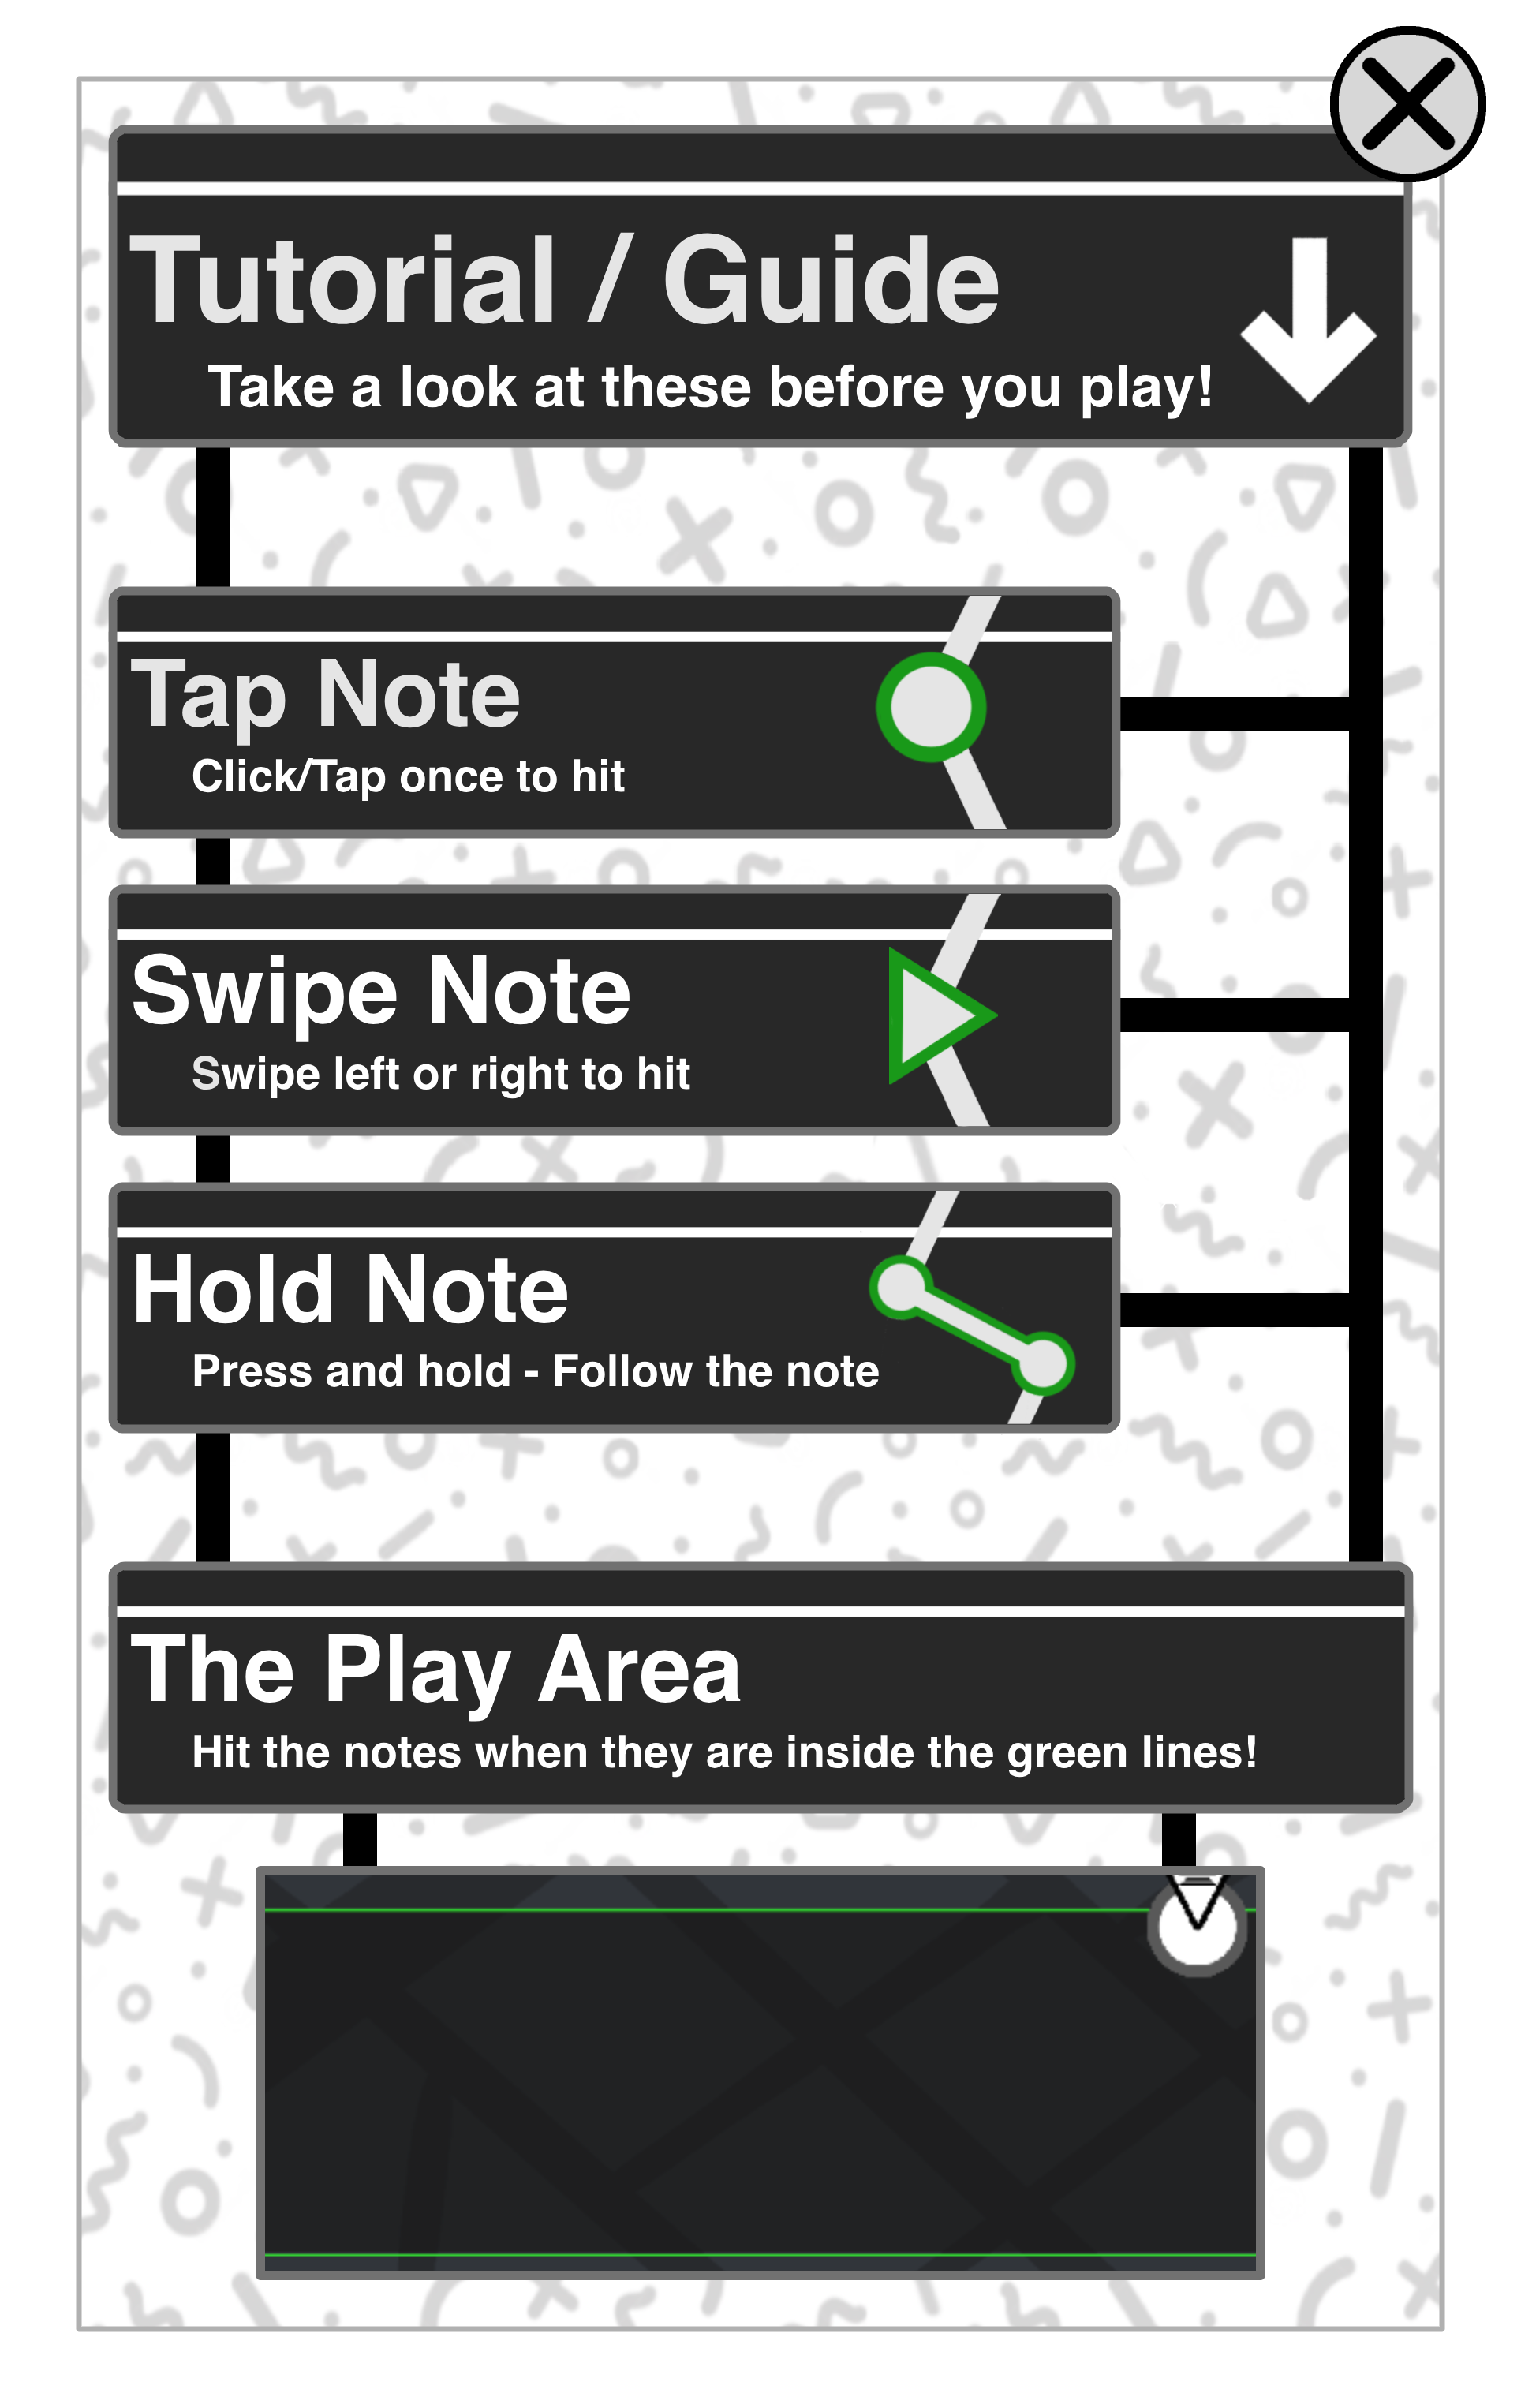 Tutorial / Guide
Take a look at these before you play!
Tap Note
Click/Tap once to hit
Swipe Note
Swipe left or right to hit
Hold Note
Press and hold - Follow the note
The Play Area
Hit the notes when they are inside the green lines!